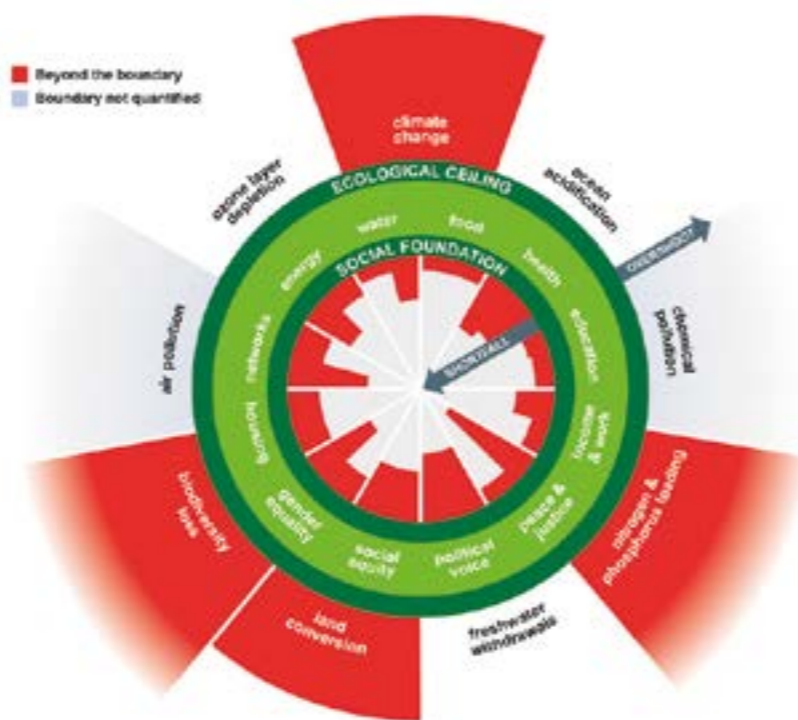 Beyond the boundary
Boundary not quantified
climate
change
ozone layer
depletion
ECOLOGICAL CEILING
ocean
acidification
water
food
energy
SOCIAL FOUNDATION
health
OVERSHOOT
air pollution
networks
SHORTFALL
education
chemical
pollution
housing
income
& work
biodiversity
loss
gender
equality
social
equity
political
voice
peace &
justice
nitrogen &
phosphorus loading
land
conversion
freshwater
withdrawals